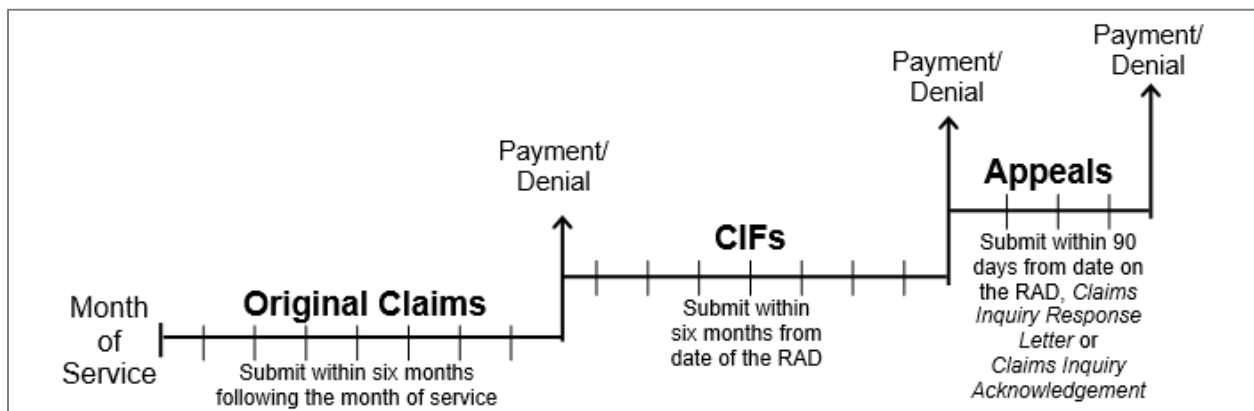 Month
of
Service
Original Claims
Submit within six months
following the month of service
Payment/
Denial
CIFs
Submit within
six months from
date of the RAD
Payment/
Denial
Appeals
Submit within 90
days from date on
the RAD, Claims
Inquiry Response
Letter or
Claims Inquiry
Acknowledgement
Payment/
Denial